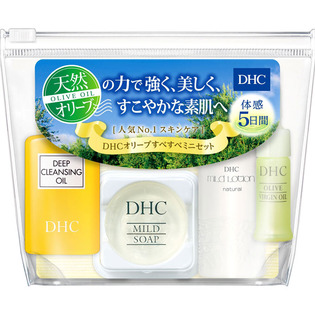 天然
OLIVE OIL
オリーブ
の力で強く、美しく、
すこやかな素肌へ
DHC
体感
5日間
[人気No.1スキンケア]
DHCオリーブすべすべミニセット
DEEP
CLEANSING
OIL
DHC
DHC
MILD
SOAP
DHC
mild Lotion
natural
DHC
OLIVE
VIRGIN OIL